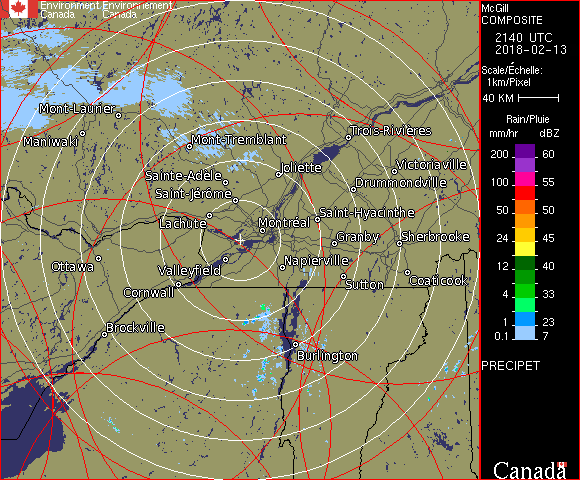 Environment Environnement
Canada Canada
McGill
COMPOSITE
2140 UTC
2018-02-13
Scale/Échelle:
1km/Pixel
40 KM
Rain/Pluie
mm/hr dBZ
200 60
100 55
50 50
24 45
12 40
4 33
1 23
0.1 7
PRECIPET
Canada
Mont-Laurier
Maniwaki
Mont-Tremblant
Trois-Rivières
Sainte-Adèle
Joliette
Victoriaville
Saint-Jérôme
Drummondville
Lachute
Montréal
Saint-Hyacinthe
Granby
Sherbrooke
Ottawa
Valleyfield
Napierville
Cornwall
Sutton
Coaticook
Brockville
Burlington